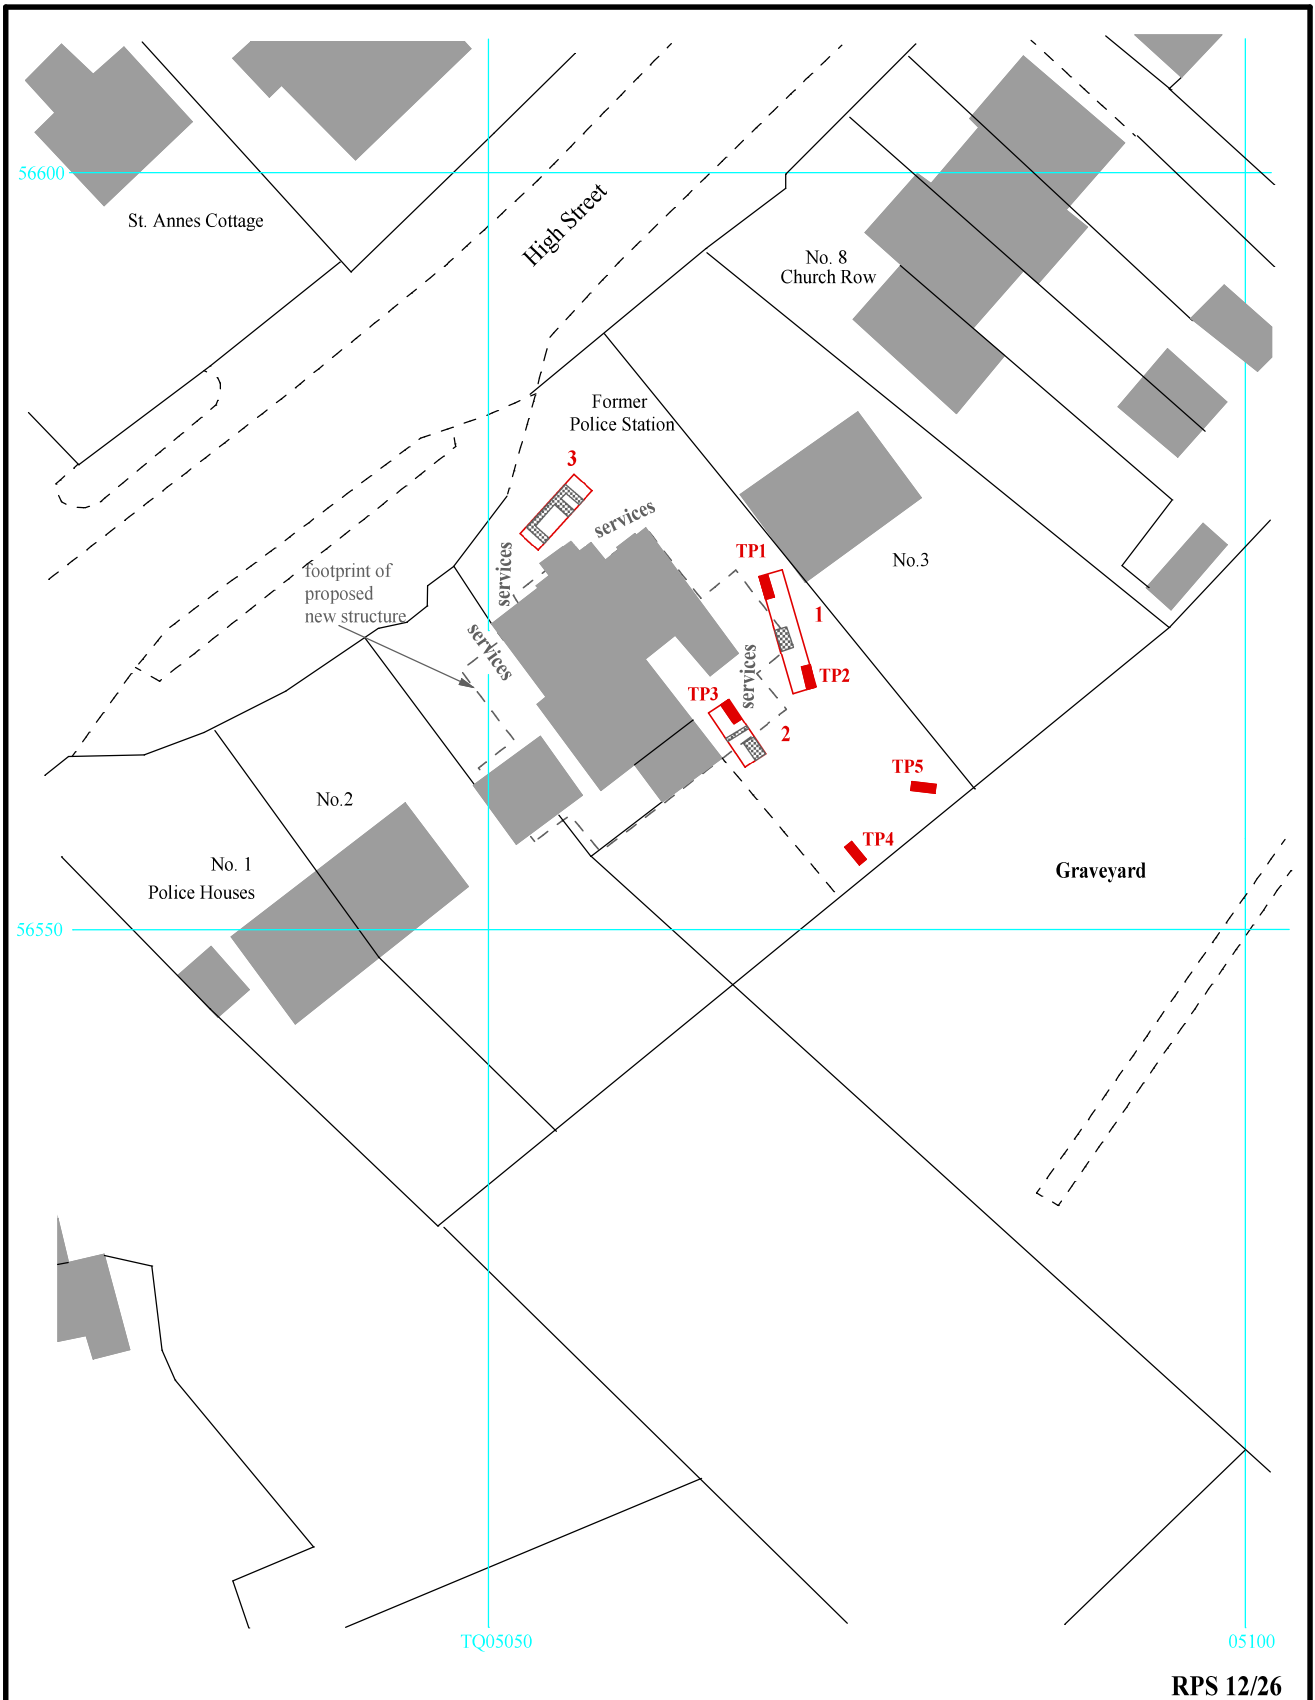 56600
St. Annes Cottage
High Street
No. 8
Church Row
Former
Police Station
3
services
services
TP1
No.3
footprint of
proposed
new structure
1
services
services
TP2
TP3
2
TP5
No.2
TP4
No. 1
Police Houses
Graveyard
56550
TQ05050
05100
RPS 12/26